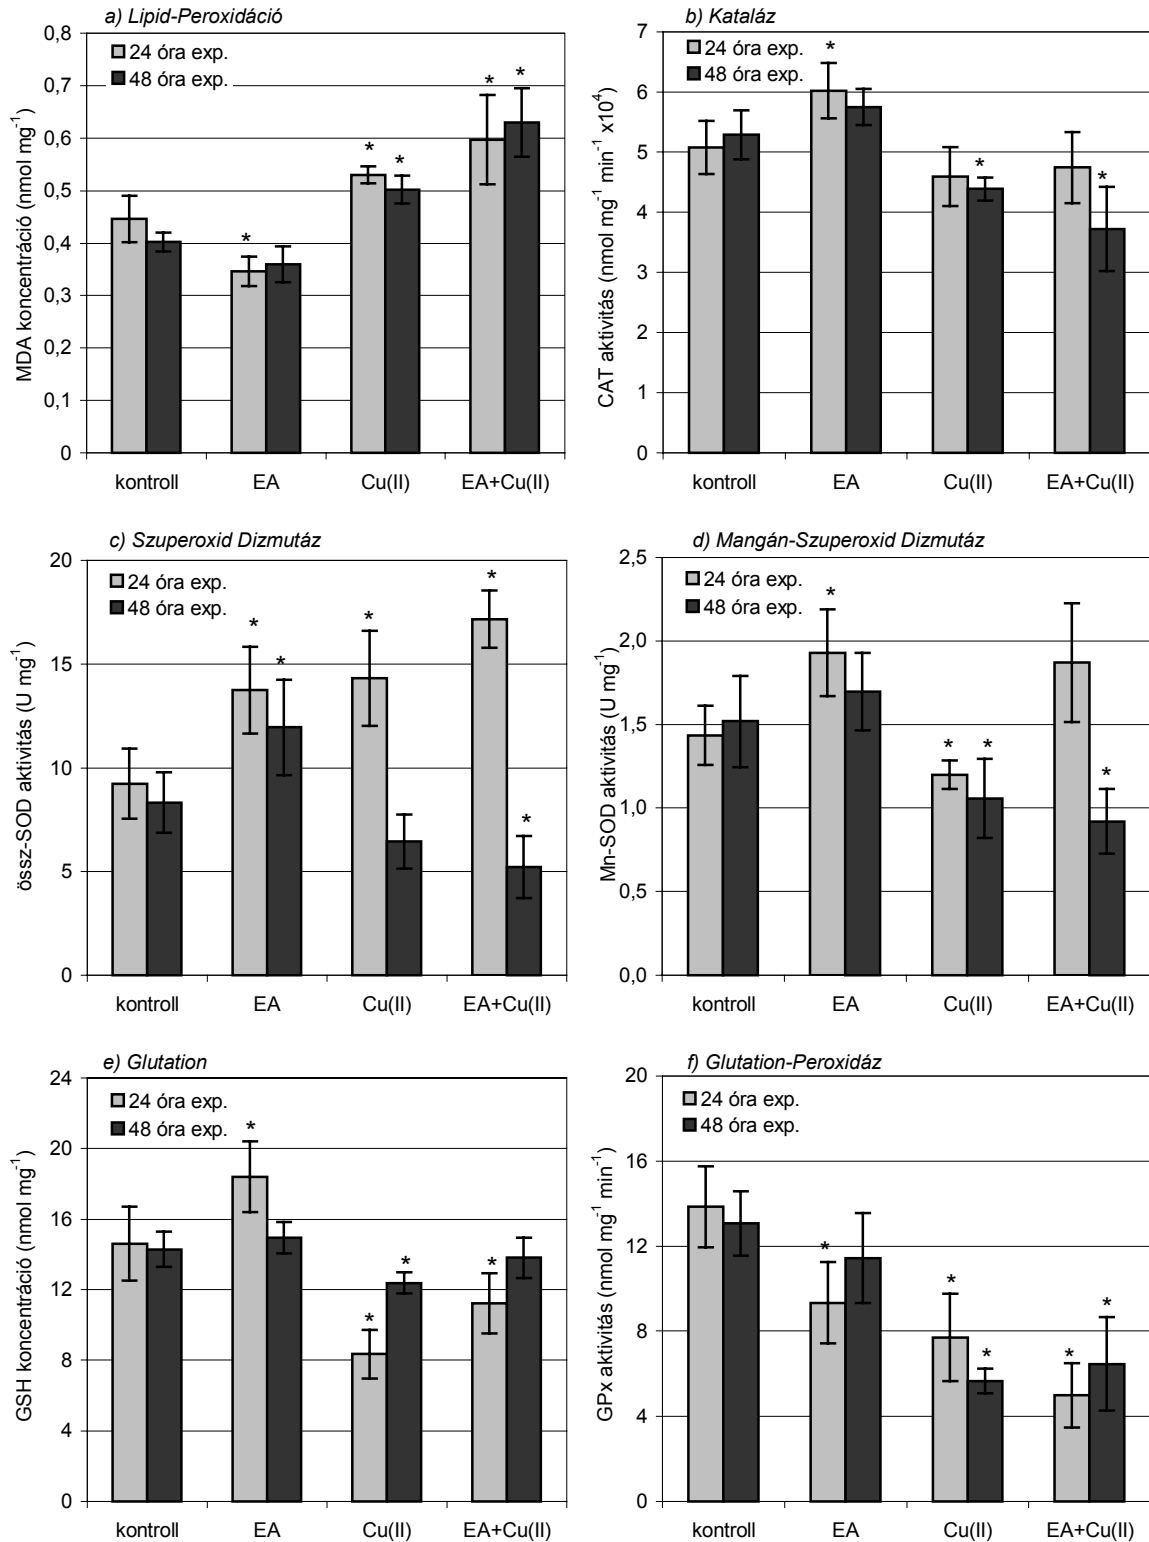 a) Lipid-Peroxidáció
0,8
0,7
0,6
0,5
0,4
0,3
0,2
0,1
0
MDA koncentráció (nmol mg⁻¹)
24 óra exp.
48 óra exp.
* * * * *
kontroll EA Cu(II) EA+Cu(II)
b) Kataláz
7
6
5
4
3
2
1
0
CAT aktivitás (nmol mg⁻¹ min⁻¹ x10⁴)
24 óra exp.
48 óra exp.
* * *
kontroll EA Cu(II) EA+Cu(II)
c) Szuperoxid Dizmutáz
20
15
10
5
0
össz-SOD aktivitás (U mg⁻¹)
24 óra exp.
48 óra exp.
* * * * *
kontroll EA Cu(II) EA+Cu(II)
d) Mangán-Szuperoxid Dizmutáz
2,5
2,0
1,5
1,0
0,5
0,0
Mn-SOD aktivitás (U mg⁻¹)
24 óra exp.
48 óra exp.
* * * *
kontroll EA Cu(II) EA+Cu(II)
e) Glutation
24
20
16
12
8
4
0
GSH koncentráció (nmol mg⁻¹)
24 óra exp.
48 óra exp.
* * * *
kontroll EA Cu(II) EA+Cu(II)
f) Glutation-Peroxidáz
20
16
12
8
4
0
GPx aktivitás (nmol mg⁻¹ min⁻¹)
24 óra exp.
48 óra exp.
* * * * *
kontroll EA Cu(II) EA+Cu(II)